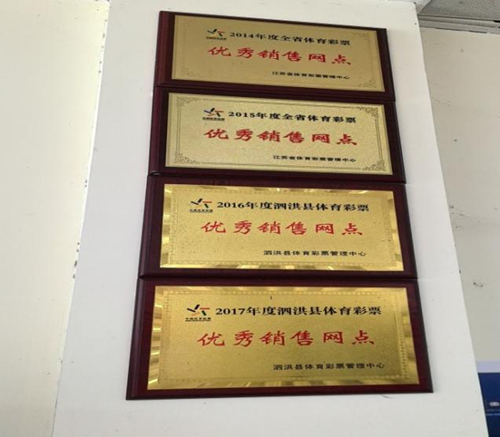 2014年度全省体育彩票
优秀销售网点
江苏省体育彩票管理中心
2015年度全省体育彩票
优秀销售网点
江苏省体育彩票管理中心
2016年度泗洪县体育彩票
优秀销售网点
泗洪县体育彩票管理中心
2017年度泗洪县体育彩票
优秀销售网点
泗洪县体育彩票管理中心